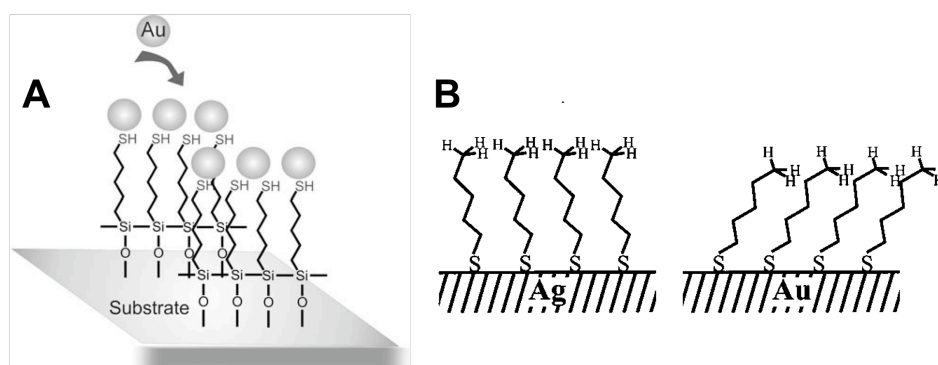 Au
A
SH SH SH SH
SH SH SH SH
Si Si Si Si
O O O O
Si Si Si Si
O O O O
Substrate
B
H H H H H H H H H H H H
S S S S
Ag
H H H H H H H H H H H H
S S S S
Au